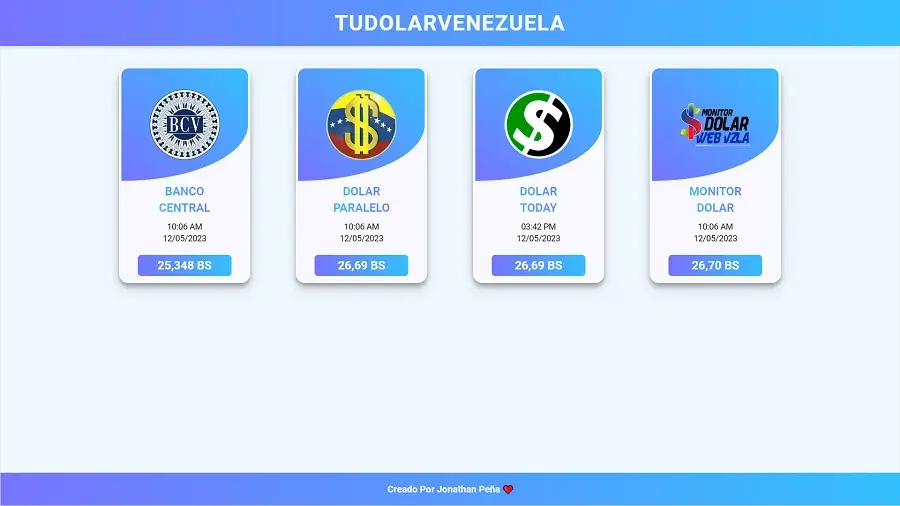 TUDOLARVENEZUELA
BCV
BANCO
CENTRAL
10:06 AM
12/05/2023
25,348 BS
DOLAR
PARALELO
10:06 AM
12/05/2023
26,69 BS
DOLAR
TODAY
03:42 PM
12/05/2023
26,69 BS
MONITOR
DOLAR
WEB VZLA
MONITOR
DOLAR
10:06 AM
12/05/2023
26,70 BS
Creado Por Jonathan Peña ❤️